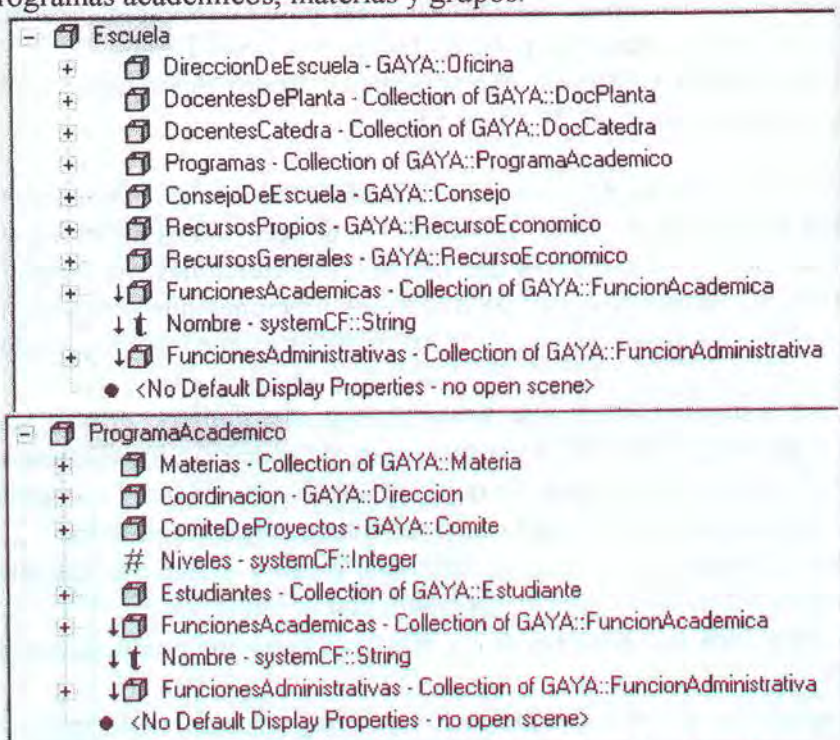 rogramas académicos, materias y grupos.
Escuela
DireccionDeEscuela - GAYA::Oficina
DocentesDePlanta - Collection of GAYA::DocPlanta
DocentesCatedra - Collection of GAYA::DocCatedra
Programas - Collection of GAYA::ProgramaAcademico
ConsejoDeEscuela - GAYA::Consejo
RecursosPropios - GAYA::RecursoEconomico
RecursosGenerales - GAYA::RecursoEconomico
FuncionesAcademicas - Collection of GAYA::FuncionAcademica
Nombre - systemCF::String
FuncionesAdministrativas - Collection of GAYA::FuncionAdministrativa
<No Default Display Properties - no open scene>
ProgramaAcademico
Materias - Collection of GAYA::Materia
Coordinacion - GAYA::Direccion
ComiteDeProyectos - GAYA::Comite
# Niveles - systemCF::Integer
Estudiantes - Collection of GAYA::Estudiante
FuncionesAcademicas - Collection of GAYA::FuncionAcademica
Nombre - systemCF::String
FuncionesAdministrativas - Collection of GAYA::FuncionAdministrativa
<No Default Display Properties - no open scene>